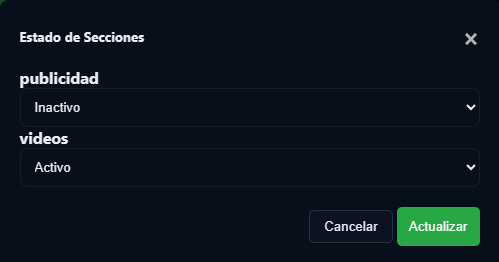 Estado de Secciones
×
publicidad
Inactivo
videos
Activo
Cancelar
Actualizar